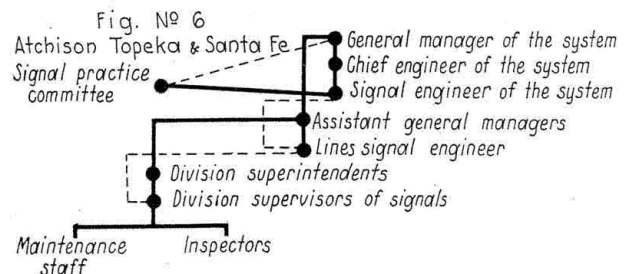 Fig. Nº 6
Atchison Topeka & Santa Fe
General manager of the system
Signal practice
committee
Chief engineer of the system
Signal engineer of the system
Assistant general managers
Lines signal engineer
Division superintendents
Division supervisors of signals
Maintenance
staff
Inspectors